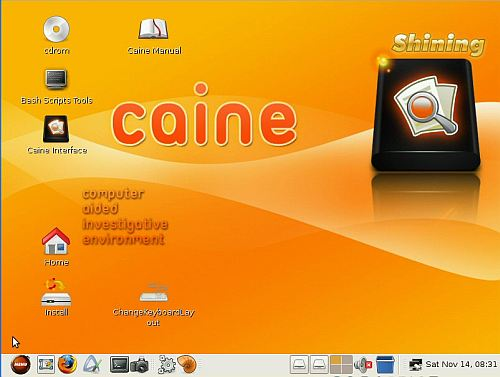 cdrom
Caine Manual
Shining
Bash Scripts Tools
caine
Caine Interface
computer
aided
investigative
environment
Home
Install
ChangeKeyboardLay
out
MENU
Sat Nov 14, 08:31